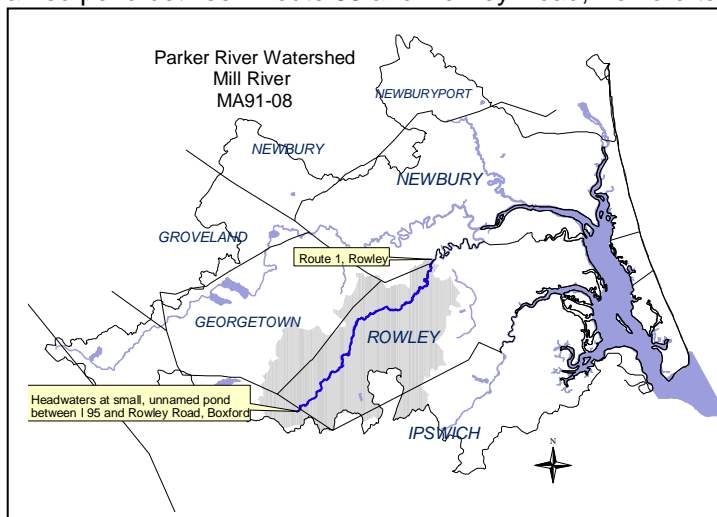 Parker River Watershed
Mill River
MA91-08
NEWBURYPORT
NEWBURY
NEWBURY
GROVELAND
Route 1, Rowley
GEORGETOWN
ROWLEY
Headwaters at small, unnamed pond
between I 95 and Rowley Road, Boxford
IPSWICH
N